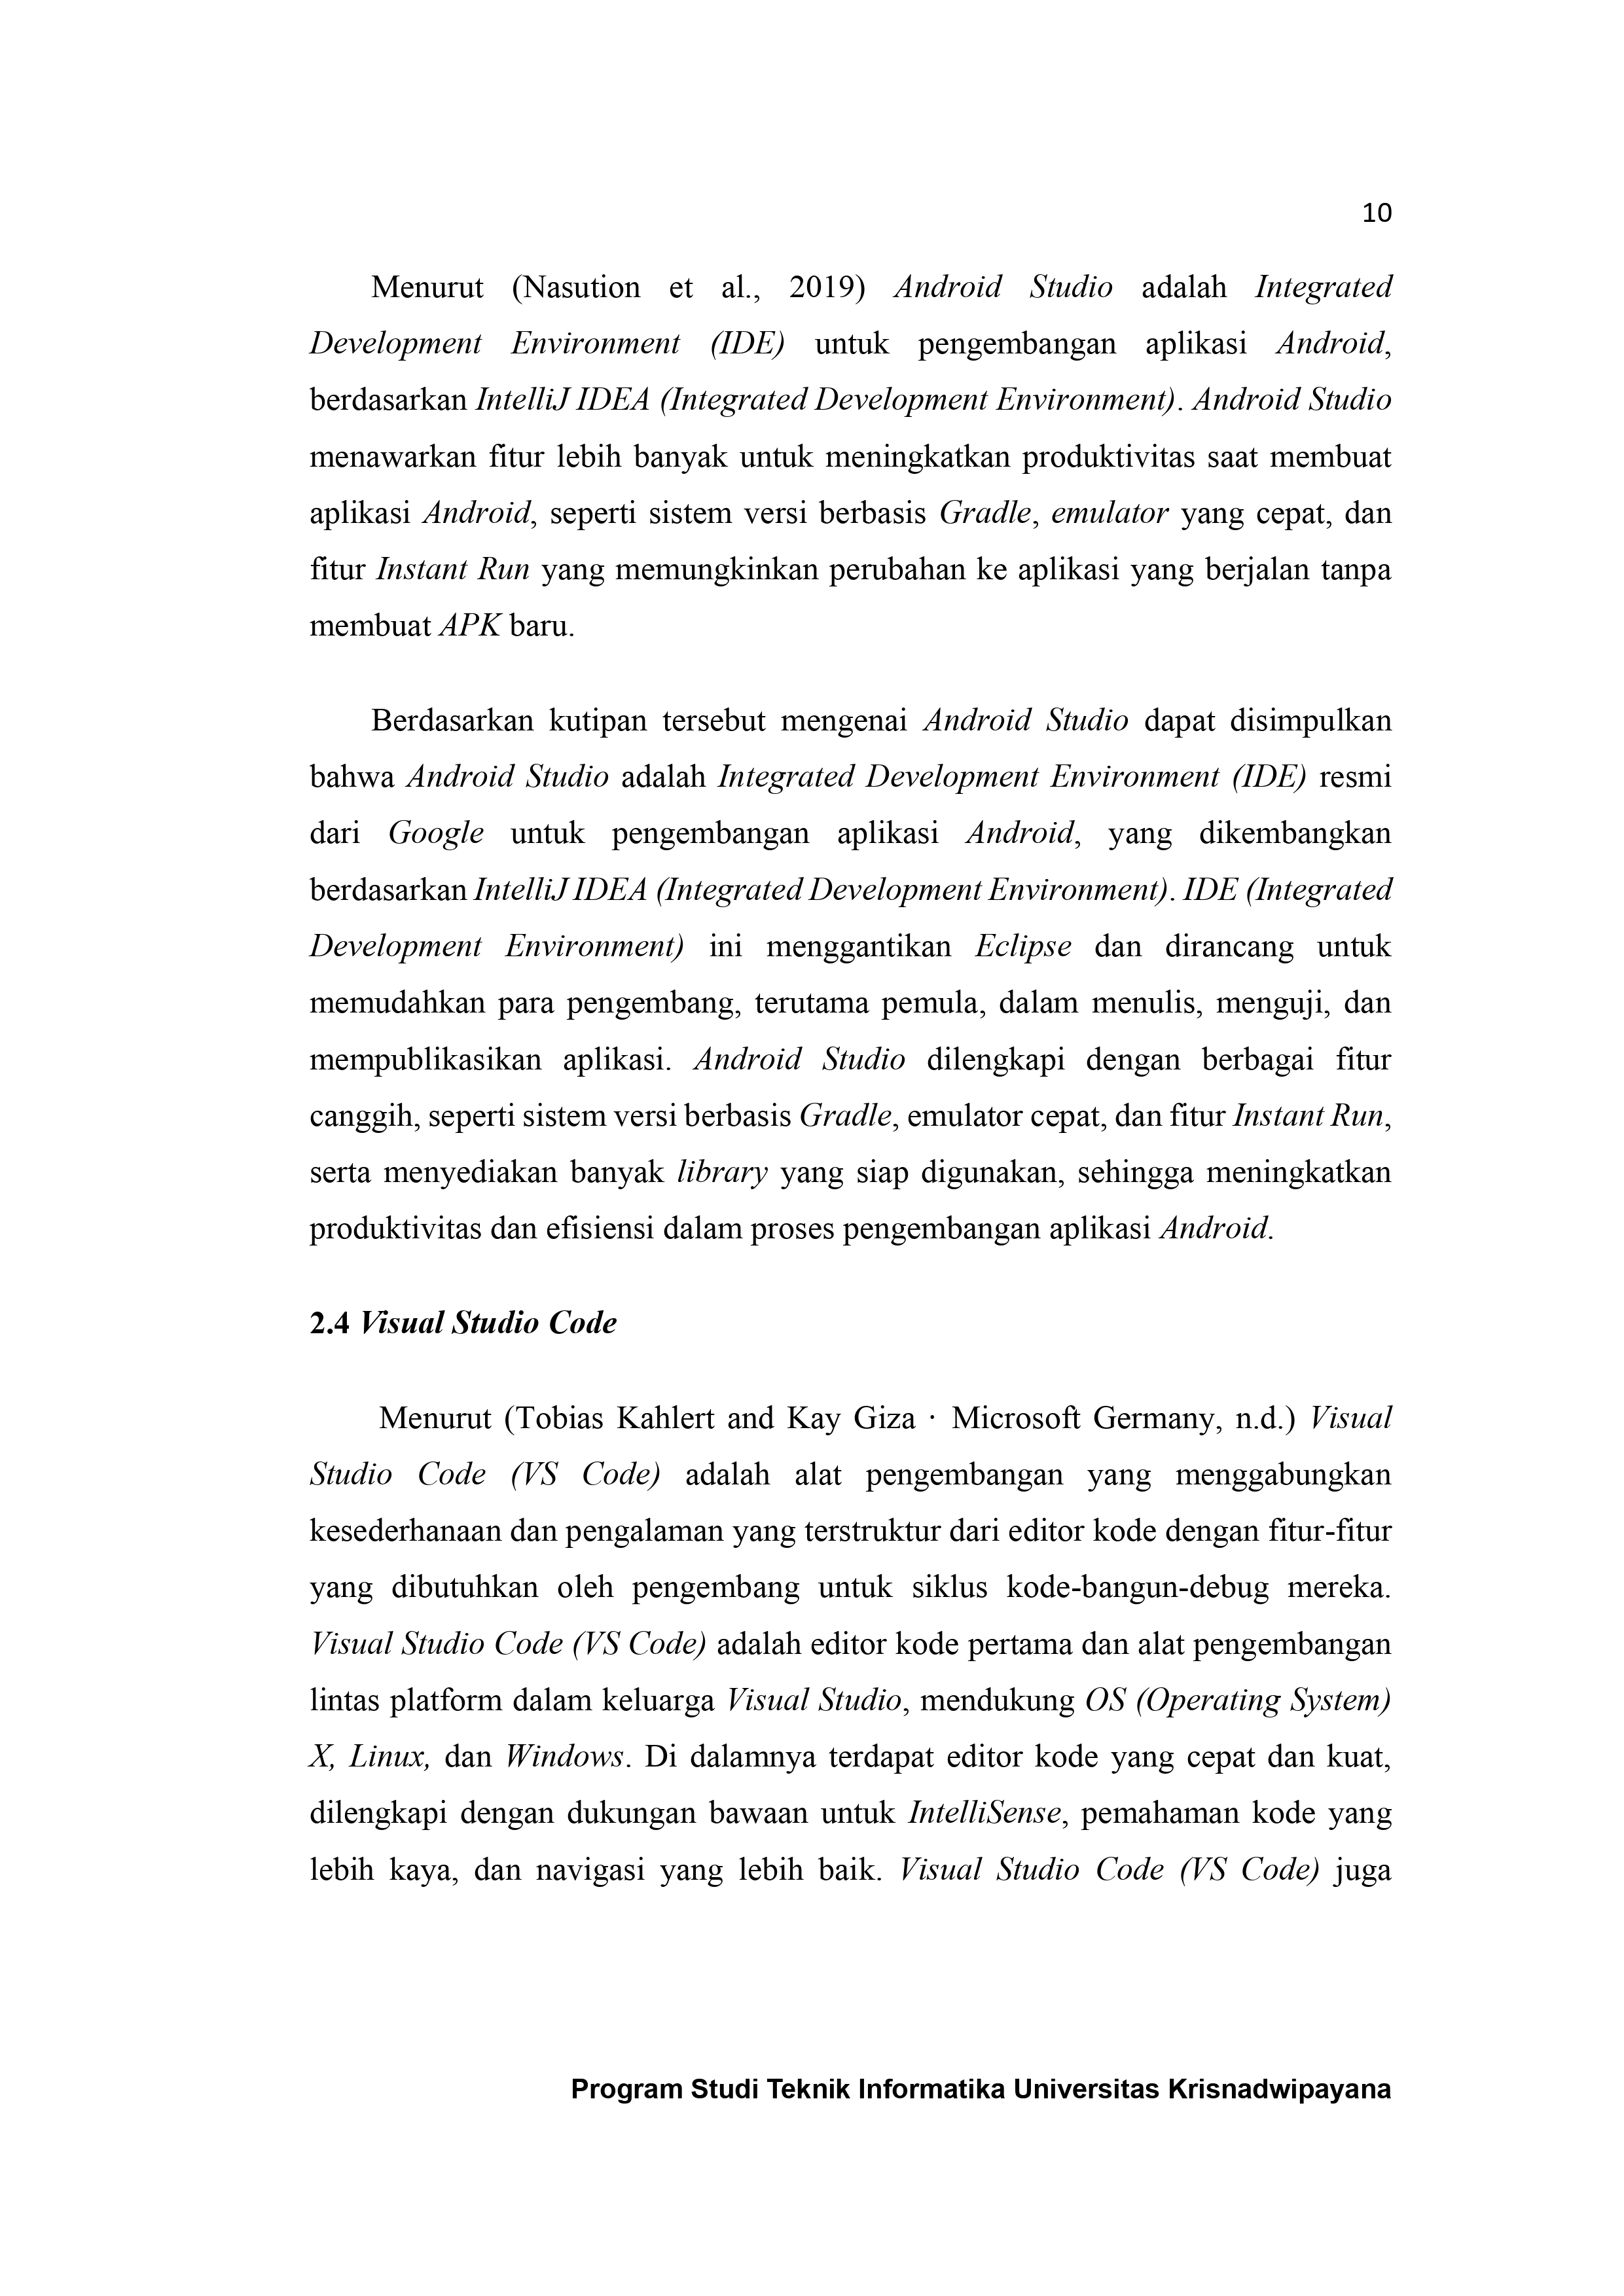 10
Menurut (Nasution et al., 2019) Android Studio adalah Integrated
Development Environment (IDE) untuk pengembangan aplikasi Android,
berdasarkan IntelliJ IDEA (Integrated Development Environment). Android Studio
menawarkan fitur lebih banyak untuk meningkatkan produktivitas saat membuat
aplikasi Android, seperti sistem versi berbasis Gradle, emulator yang cepat, dan
fitur Instant Run yang memungkinkan perubahan ke aplikasi yang berjalan tanpa
membuat APK baru.
Berdasarkan kutipan tersebut mengenai Android Studio dapat disimpulkan
bahwa Android Studio adalah Integrated Development Environment (IDE) resmi
dari Google untuk pengembangan aplikasi Android, yang dikembangkan
berdasarkan IntelliJ IDEA (Integrated Development Environment). IDE (Integrated
Development Environment) ini menggantikan Eclipse dan dirancang untuk
memudahkan para pengembang, terutama pemula, dalam menulis, menguji, dan
mempublikasikan aplikasi. Android Studio dilengkapi dengan berbagai fitur
canggih, seperti sistem versi berbasis Gradle, emulator cepat, dan fitur Instant Run,
serta menyediakan banyak library yang siap digunakan, sehingga meningkatkan
produktivitas dan efisiensi dalam proses pengembangan aplikasi Android.
2.4 Visual Studio Code
Menurut (Tobias Kahlert and Kay Giza · Microsoft Germany, n.d.) Visual
Studio Code (VS Code) adalah alat pengembangan yang menggabungkan
kesederhanaan dan pengalaman yang terstruktur dari editor kode dengan fitur-fitur
yang dibutuhkan oleh pengembang untuk siklus kode-bangun-debug mereka.
Visual Studio Code (VS Code) adalah editor kode pertama dan alat pengembangan
lintas platform dalam keluarga Visual Studio, mendukung OS (Operating System)
X, Linux, dan Windows. Di dalamnya terdapat editor kode yang cepat dan kuat,
dilengkapi dengan dukungan bawaan untuk IntelliSense, pemahaman kode yang
lebih kaya, dan navigasi yang lebih baik. Visual Studio Code (VS Code) juga
Program Studi Teknik Informatika Universitas Krisnadwipayana